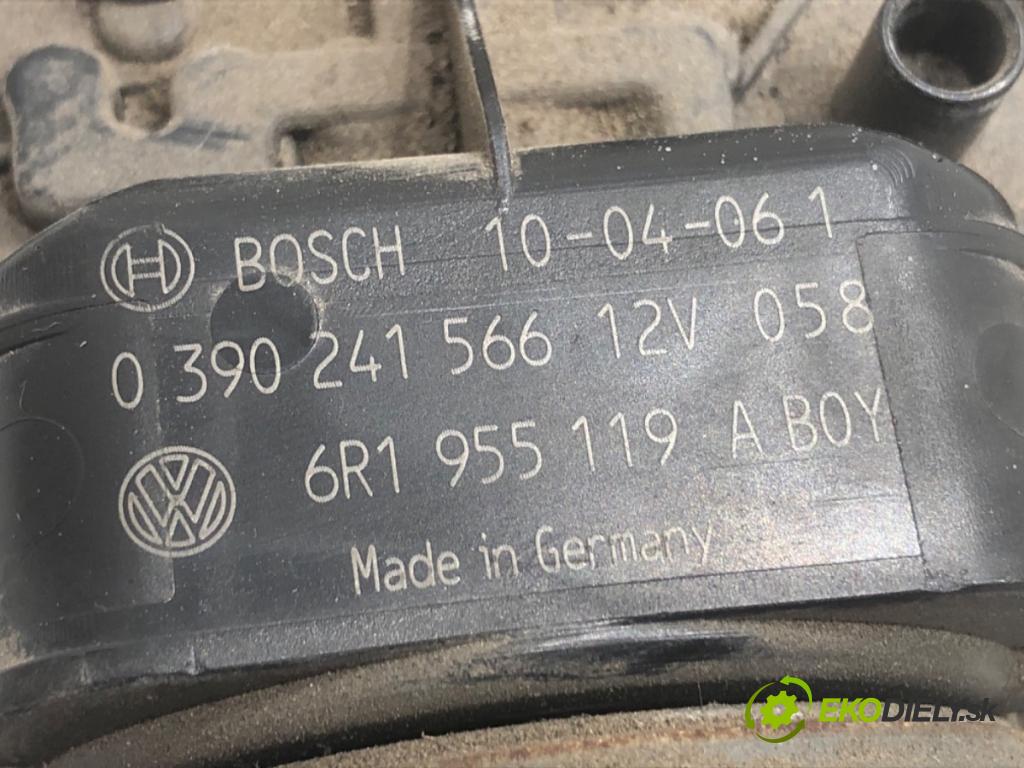 BOSCH 10-04-06 1
0 390 241 566 12V 058
6R1 955 119 A BOY
Made in Germany
EKODIELY.sk